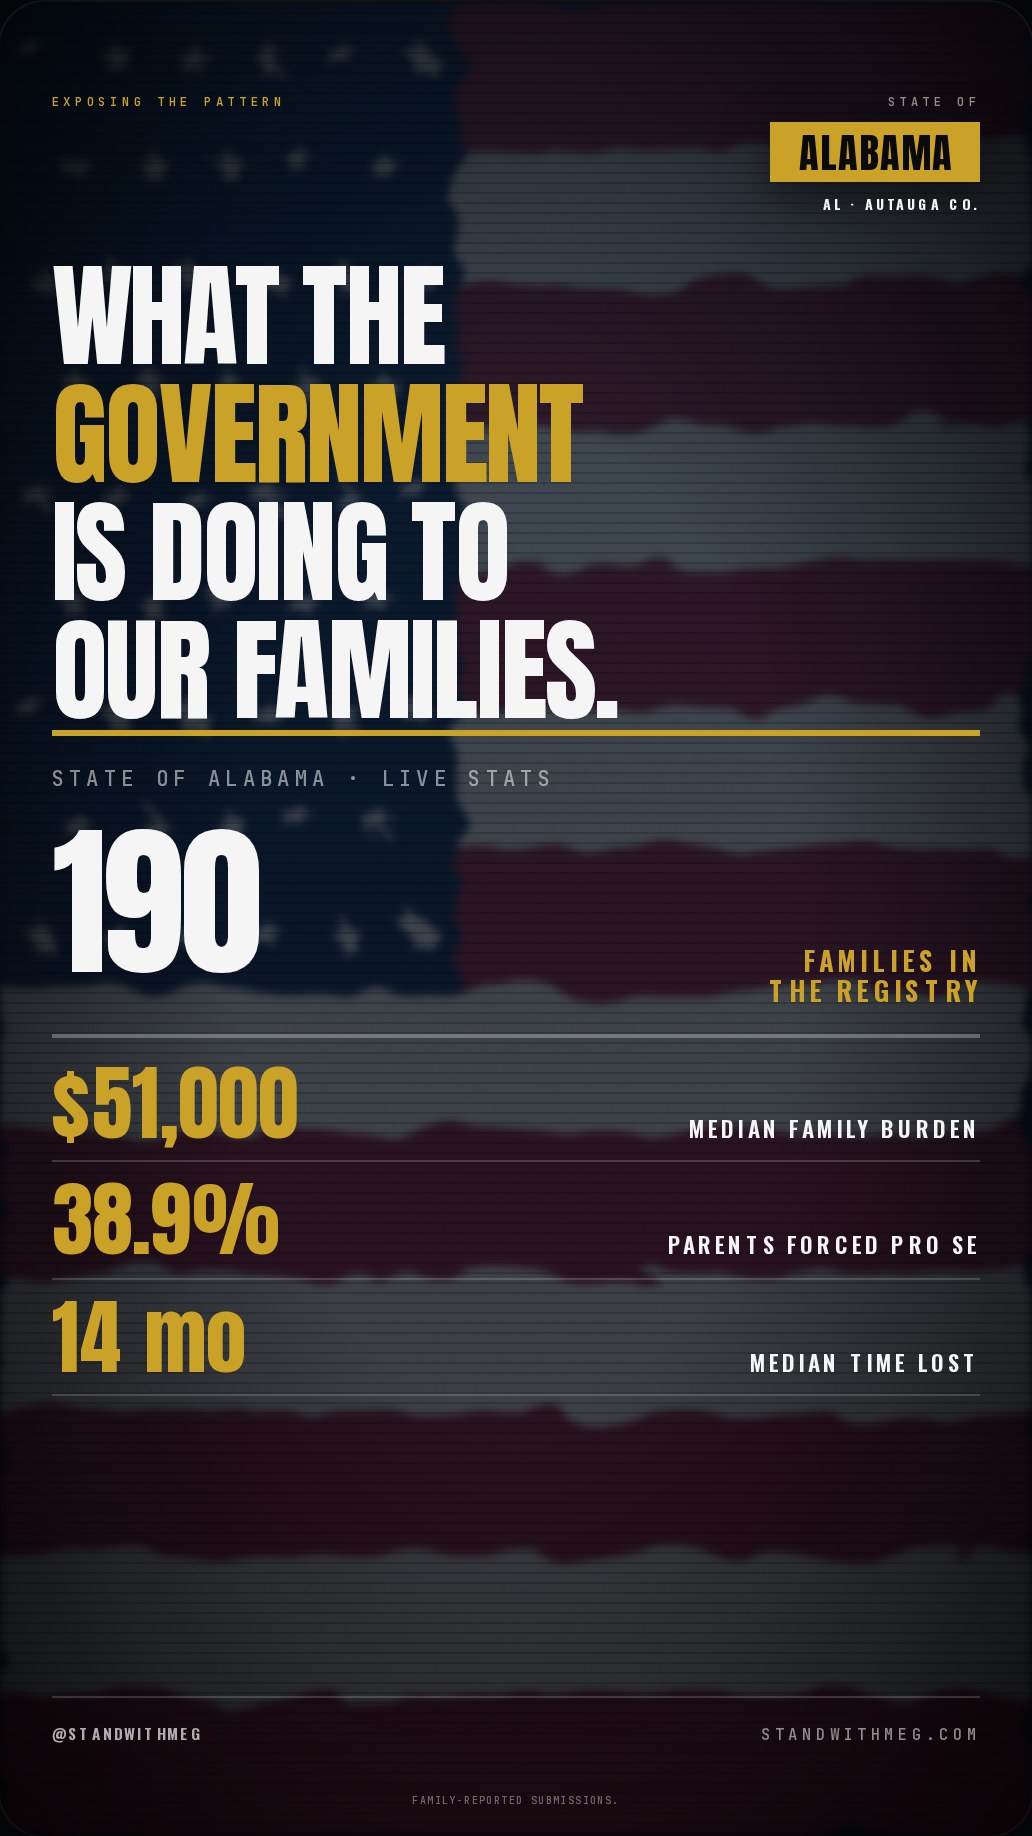 EXPOSING THE PATTERN
STATE OF
ALABAMA
AL · AUTAUGA CO.
WHAT THE
GOVERNMENT
IS DOING TO
OUR FAMILIES.
STATE OF ALABAMA · LIVE STATS
190
FAMILIES IN
THE REGISTRY
$51,000
MEDIAN FAMILY BURDEN
38.9%
PARENTS FORCED PRO SE
14 mo
MEDIAN TIME LOST
@STANDWITHMEG
STANDWITHMEG.COM
FAMILY-REPORTED SUBMISSIONS.